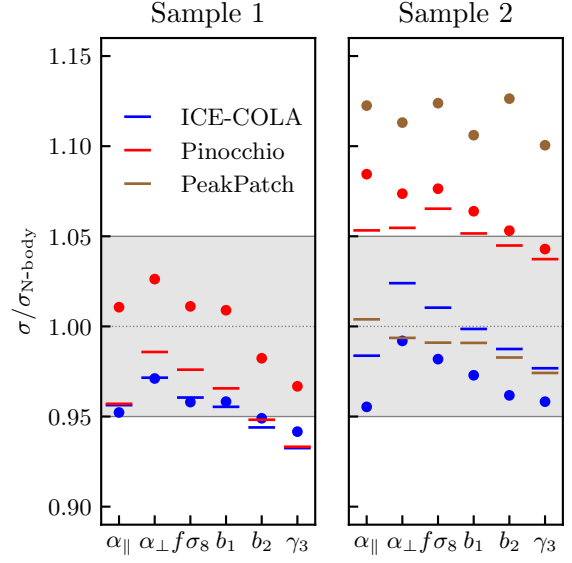 Sample 1
Sample 2
σ/σ_N-body
1.15
1.10
1.05
1.00
0.95
0.90
ICE-COLA
Pinocchio
PeakPatch
α∥ α⊥ fσ8 b1 b2 γ3
α∥ α⊥ fσ8 b1 b2 γ3